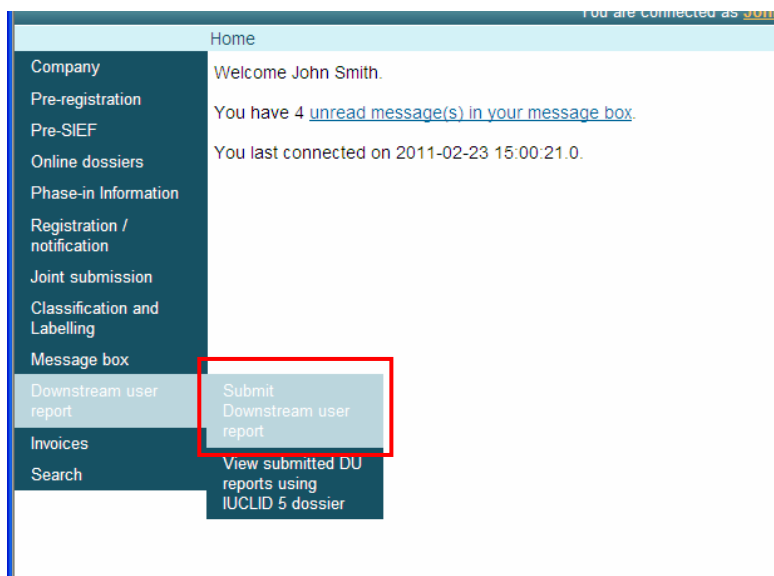 You are connected as John
Home
Company
Welcome John Smith.
Pre-registration
You have 4 unread message(s) in your message box.
Pre-SIEF
Online dossiers
You last connected on 2011-02-23 15:00:21.0.
Phase-in Information
Registration /
notification
Joint submission
Classification and
Labelling
Message box
Downstream user
report
Submit
Downstream user
report
Invoices
View submitted DU
reports using
IUCLID 5 dossier
Search